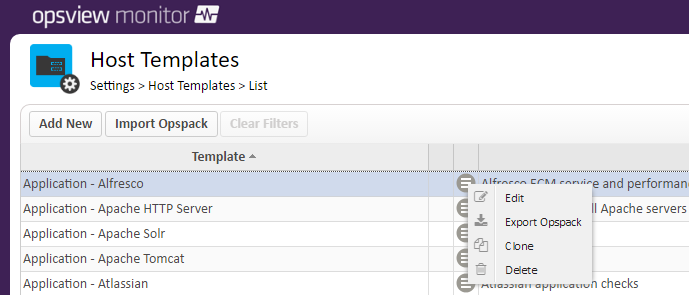 opsview monitor
Host Templates
Settings > Host Templates > List
Add New Import Opspack Clear Filters
Template
Application - Alfresco Alfresco ECM service and performan
Edit
Application - Apache HTTP Server ll Apache servers
Export Opspack
Application - Apache Solr
Clone
Application - Apache Tomcat
Delete
Application - Atlassian Atlassian application checks